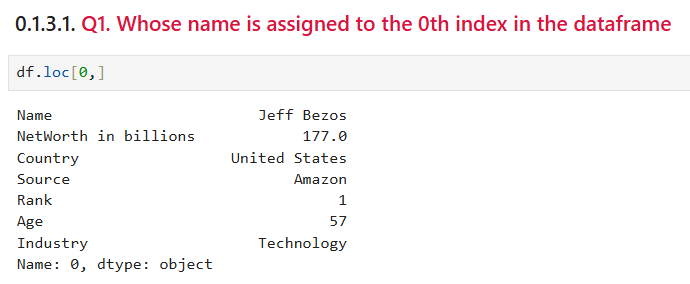 0.1.3.1. Q1. Whose name is assigned to the 0th index in the dataframe
df.loc[0,]
Name Jeff Bezos
NetWorth in billions 177.0
Country United States
Source Amazon
Rank 1
Age 57
Industry Technology
Name: 0, dtype: object